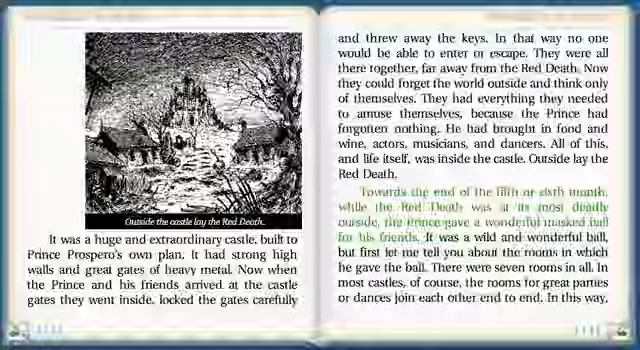 Outside the castle lay the Red Death.
It was a huge and extraordinary castle, built to
Prince Prospero's own plan. It had strong high
walls and great gates of heavy metal. Now when
the Prince and his friends arrived at the castle
gates they went inside, locked the gates carefully
and threw away the keys. In that way no one
would be able to enter or escape. They were all
there together, far away from the Red Death. Now
they could forget the world outside and think only
of themselves. They had everything they needed
to amuse themselves, because the Prince had
forgotten nothing. He had brought in food and
wine, actors, musicians, and dancers. All of this,
and life itself, was inside the castle. Outside lay the
Red Death.
Towards the end of the fifth or sixth month,
while the Red Death was at its most deadly
outside, the Prince gave a wonderful masked ball
for his friends. It was a wild and wonderful ball,
but first let me tell you about the rooms in which
he gave the ball. There were seven rooms in all. In
most castles, of course, the rooms for great parties
or dances join each other end to end. In this way,